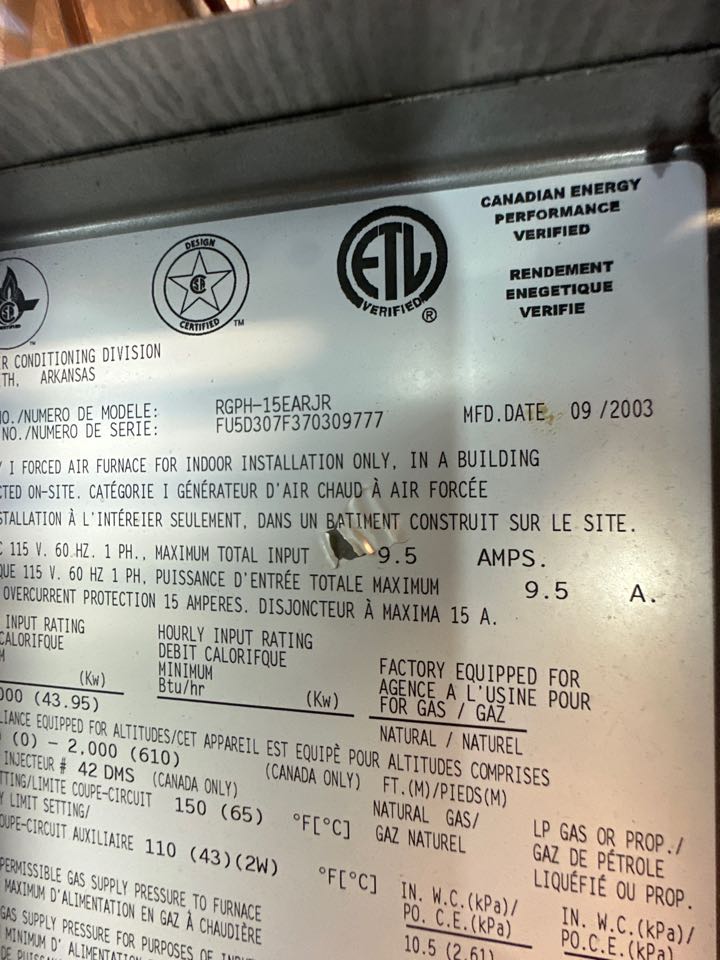 CANADIAN ENERGY
PERFORMANCE
VERIFIED
RENDEMENT
ENEGETIQUE
VERIFIE
DESIGN
CERTIFIED
TM
ETL
VERIFIED
®
R CONDITIONING DIVISION
TH, ARKANSAS
NO./NUMERO DE MODELE: RGPH-15EARJR MFD.DATE 09/2003
NO./NUMERO DE SERIE: FU5D307F370309777
I FORCED AIR FURNACE FOR INDOOR INSTALLATION ONLY, IN A BUILDING
CTED ON-SITE. CATÉGORIE I GÉNÉRATEUR D'AIR CHAUD À AIR FORCÉE
STALLATION À L'INTÉREIER SEULEMENT, DANS UN BATIMENT CONSTRUIT SUR LE SITE.
C 115 V. 60 HZ. 1 PH., MAXIMUM TOTAL INPUT 9.5 AMPS.
QUE 115 V. 60 HZ 1 PH, PUISSANCE D'ENTRÉE TOTALE MAXIMUM 9.5 A.
OVERCURRENT PROTECTION 15 AMPERES. DISJONCTEUR À MAXIMA 15 A.
INPUT RATING
CALORIFQUE
M
(Kw)
000 (43.95)
HOURLY INPUT RATING
DEBIT CALORIFQUE
MINIMUM
Btu/hr (Kw)
FACTORY EQUIPPED FOR
AGENCE A L'USINE POUR
FOR GAS / GAZ
NATURAL / NATUREL
LIANCE EQUIPPED FOR ALTITUDES/CET APPAREIL EST EQUIPÈ POUR ALTITUDES COMPRISES
(0) - 2,000 (610) (CANADA ONLY) FT.(M)/PIEDS(M)
INJECTEUR # 42 DMS (CANADA ONLY)
TTING/LIMITE COUPE-CIRCUIT 150 (65) °F[°C]
Y LIMIT SETTING/
OUPE-CIRCUIT AUXILIAIRE 110 (43)(2W) °F[°C]
NATURAL GAS/
GAZ NATUREL
LP GAS OR PROP./
GAZ DE PÉTROLE
LIQUÉFIÉ OU PROP.
PERMISSIBLE GAS SUPPLY PRESSURE TO FURNACE
MAXIMUM D'ALIMENTATION EN GAZ À CHAUDIÈRE
IN. W.C.(kPa)/
PO. C.E.(kPa)
IN. W.C.(kPa)/
PO.C.E.(kPa)
10.5 (2.61)
GAS SUPPLY PRESSURE FOR PURPOSES OF INPUT
MINIMUM D'ALIMENTATION